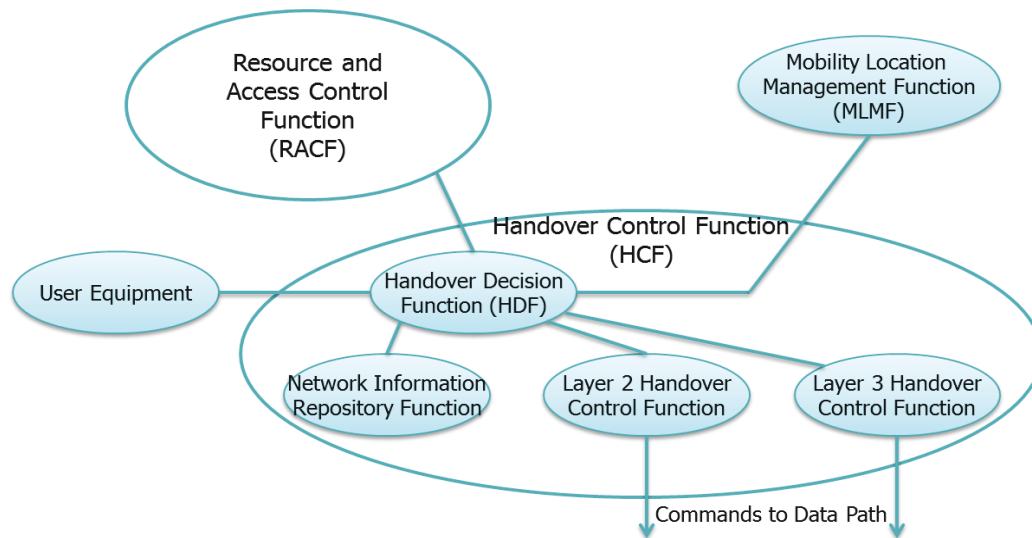 Resource and
Access Control
Function
(RACF)
Mobility Location
Management Function
(MLMF)
Handover Control Function
(HCF)
User Equipment
Handover Decision
Function (HDF)
Network Information
Repository Function
Layer 2 Handover
Control Function
Layer 3 Handover
Control Function
Commands to Data Path